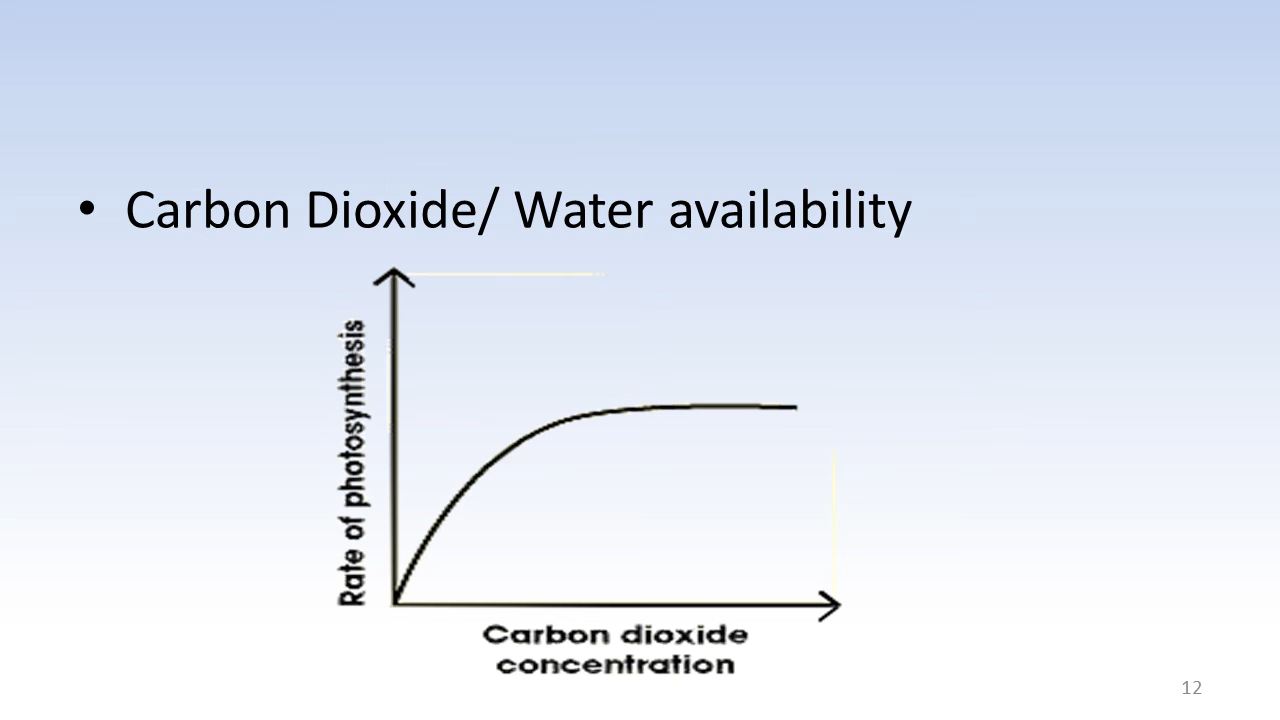 • Carbon Dioxide/ Water availability
Rate of photosynthesis
Carbon dioxide
concentration
12